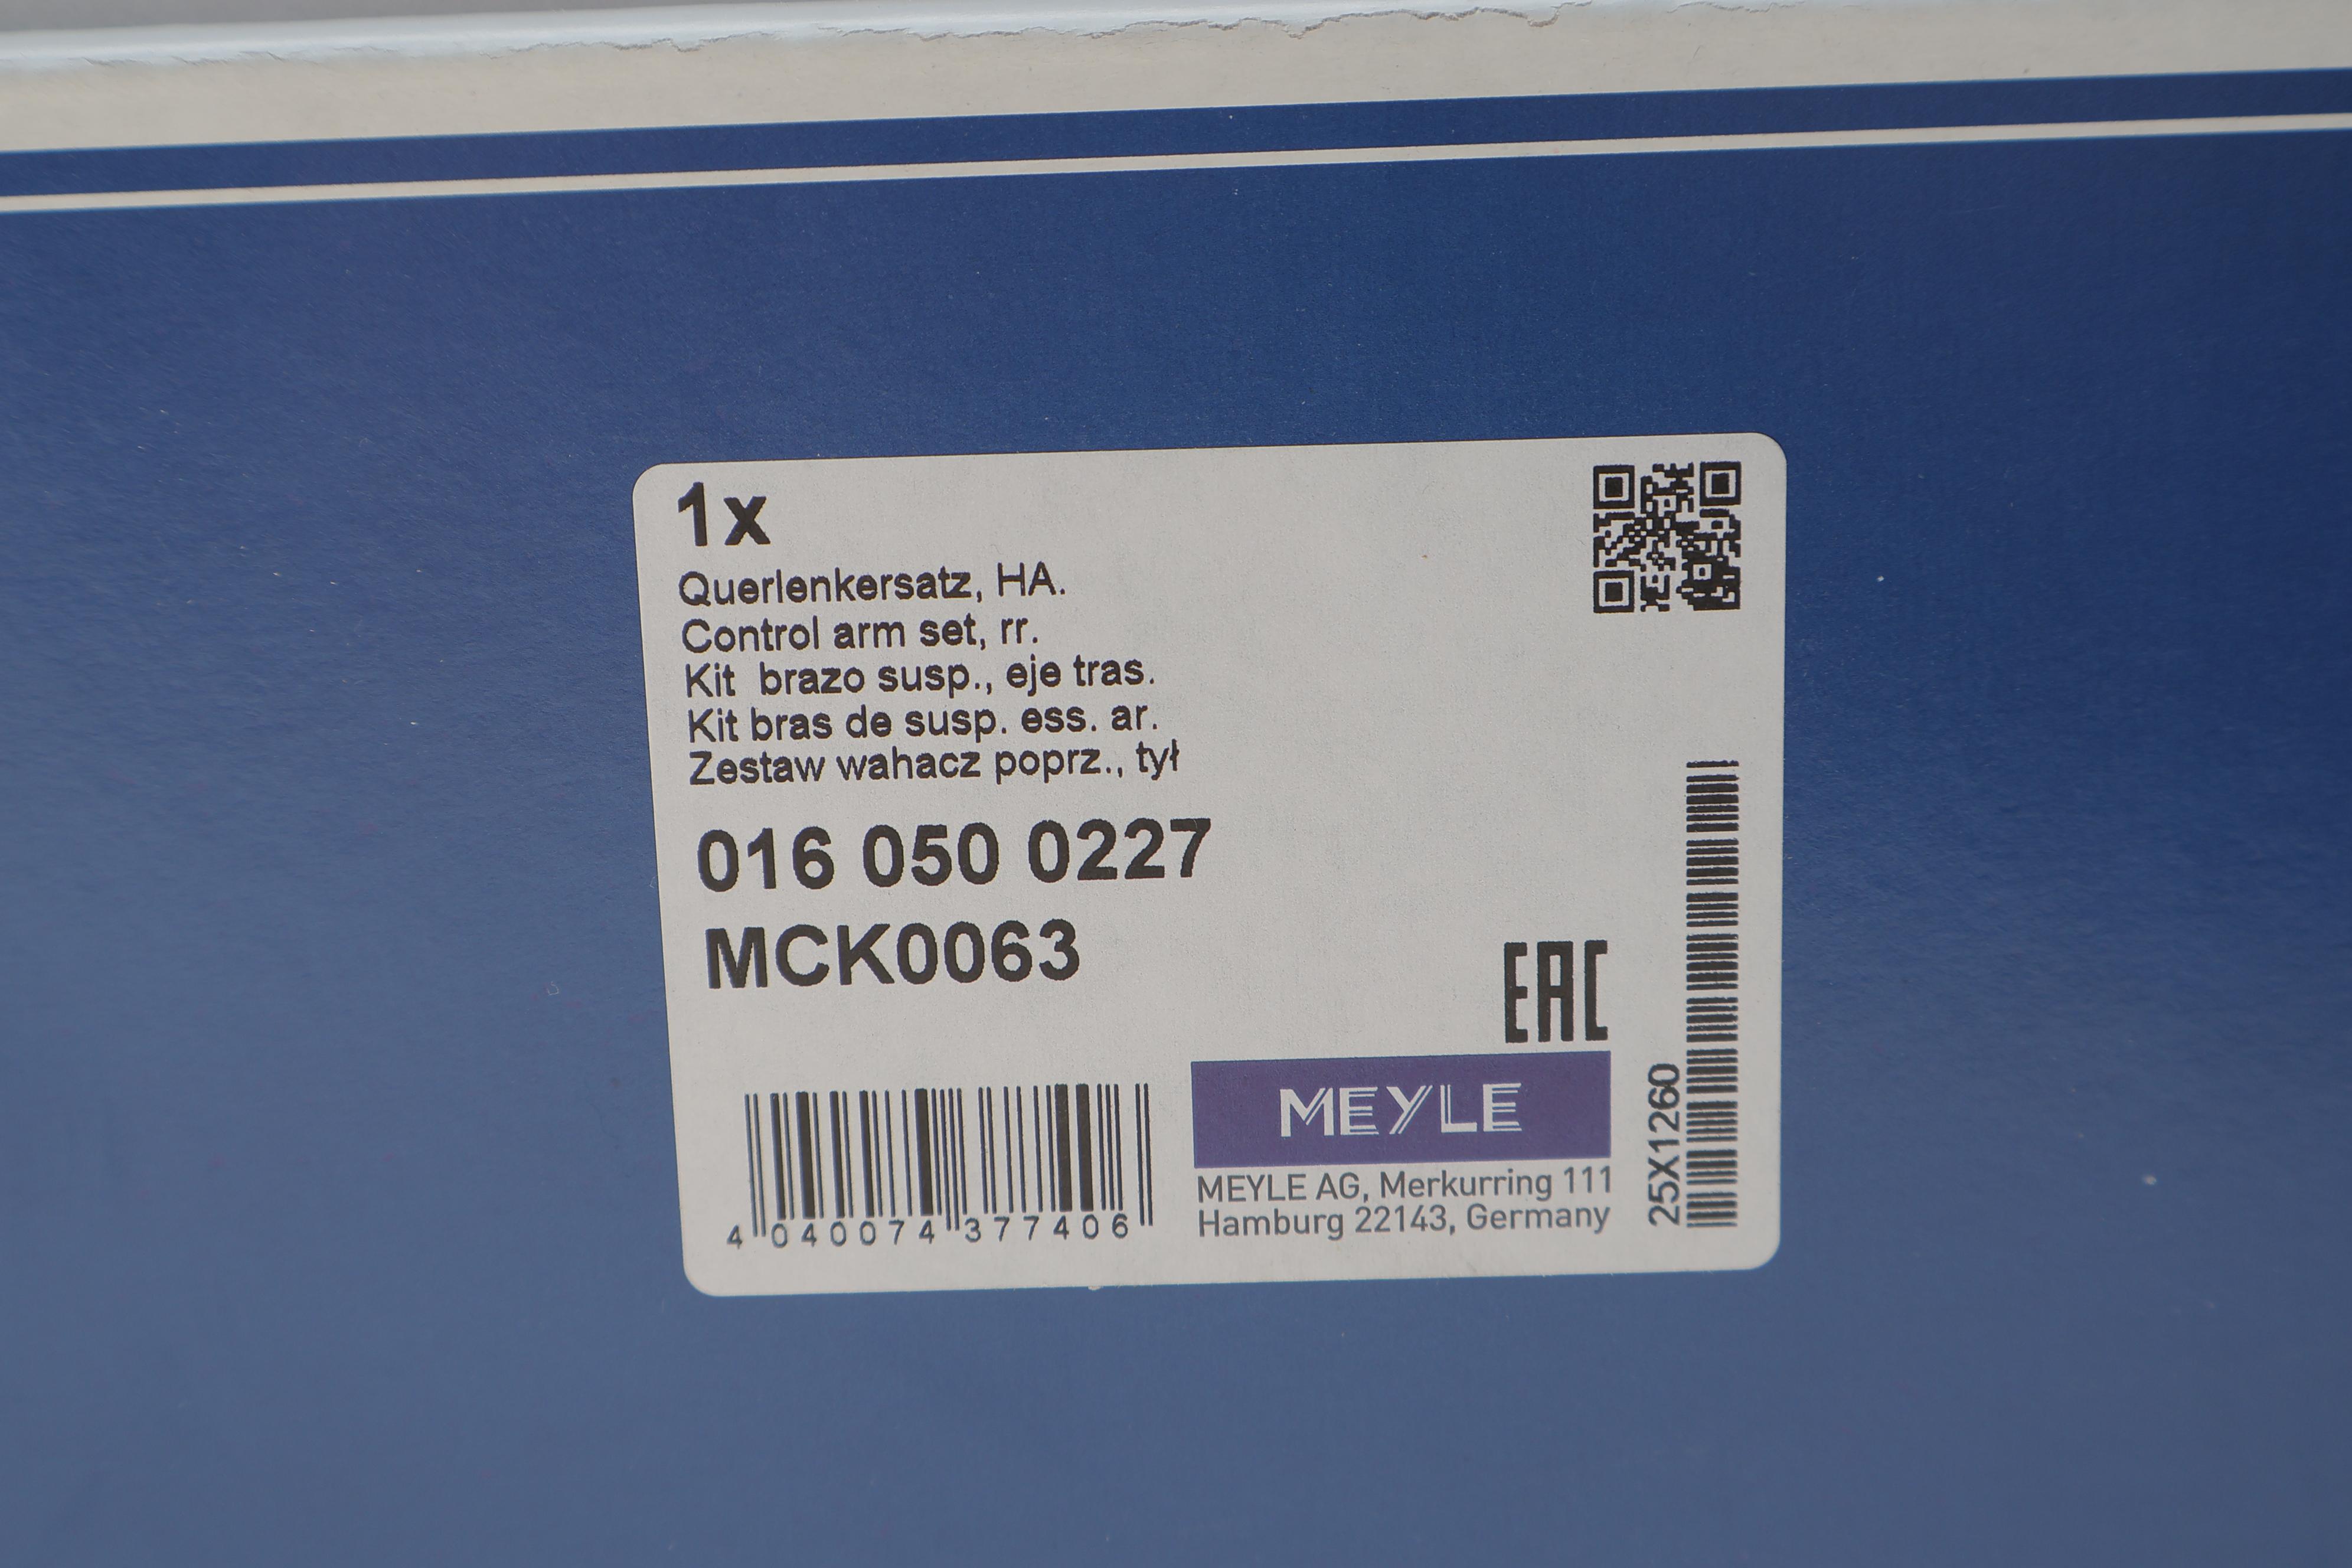 1x
Querlenkersatz, HA.
Control arm set, rr.
Kit  brazo susp., eje tras.
Kit bras de susp. ess. ar.
Zestaw wahacz poprz., tył
016 050 0227
MCK0063
EAC
MEYLE
MEYLE AG, Merkurring 111
Hamburg 22143, Germany
4 040074 377406
25X1260